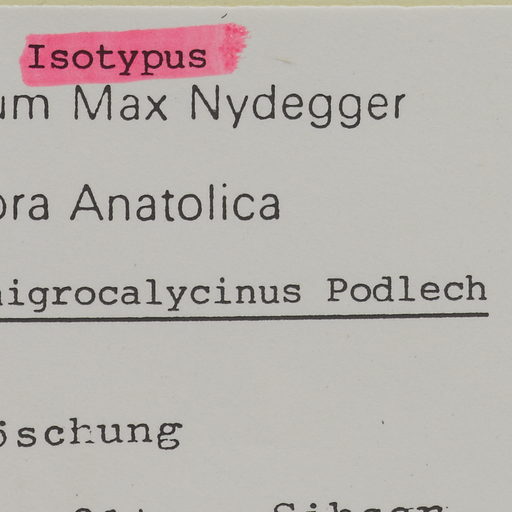 Isotypus
um Max Nydegger
ora Anatolica
nigrocalycinus Podlech
öschung